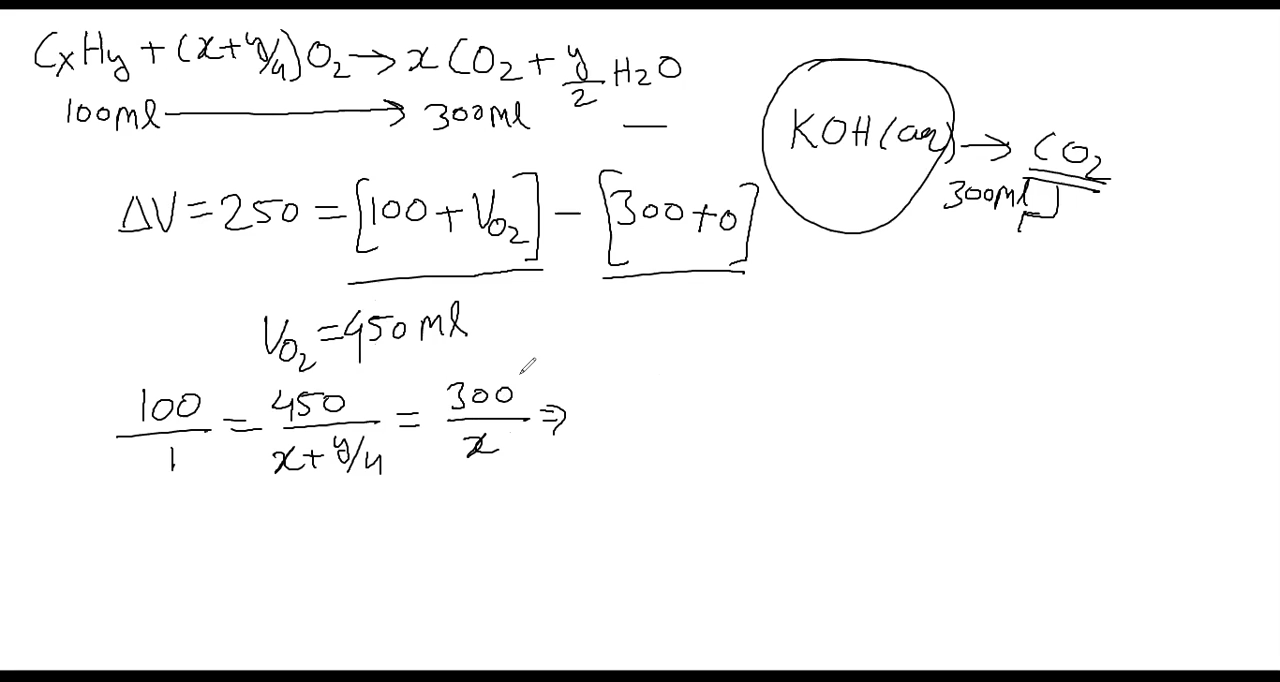 CxHy + (x+y/4)O2 → x CO2 + y/2 H2O
100ml → 300ml —
KOH(aq) → CO2
300ml
ΔV = 250 = [100 + VO2] − [300+0]
VO2 = 450 ml
100/1 = 450/x+y/4 = 300/x ⇒